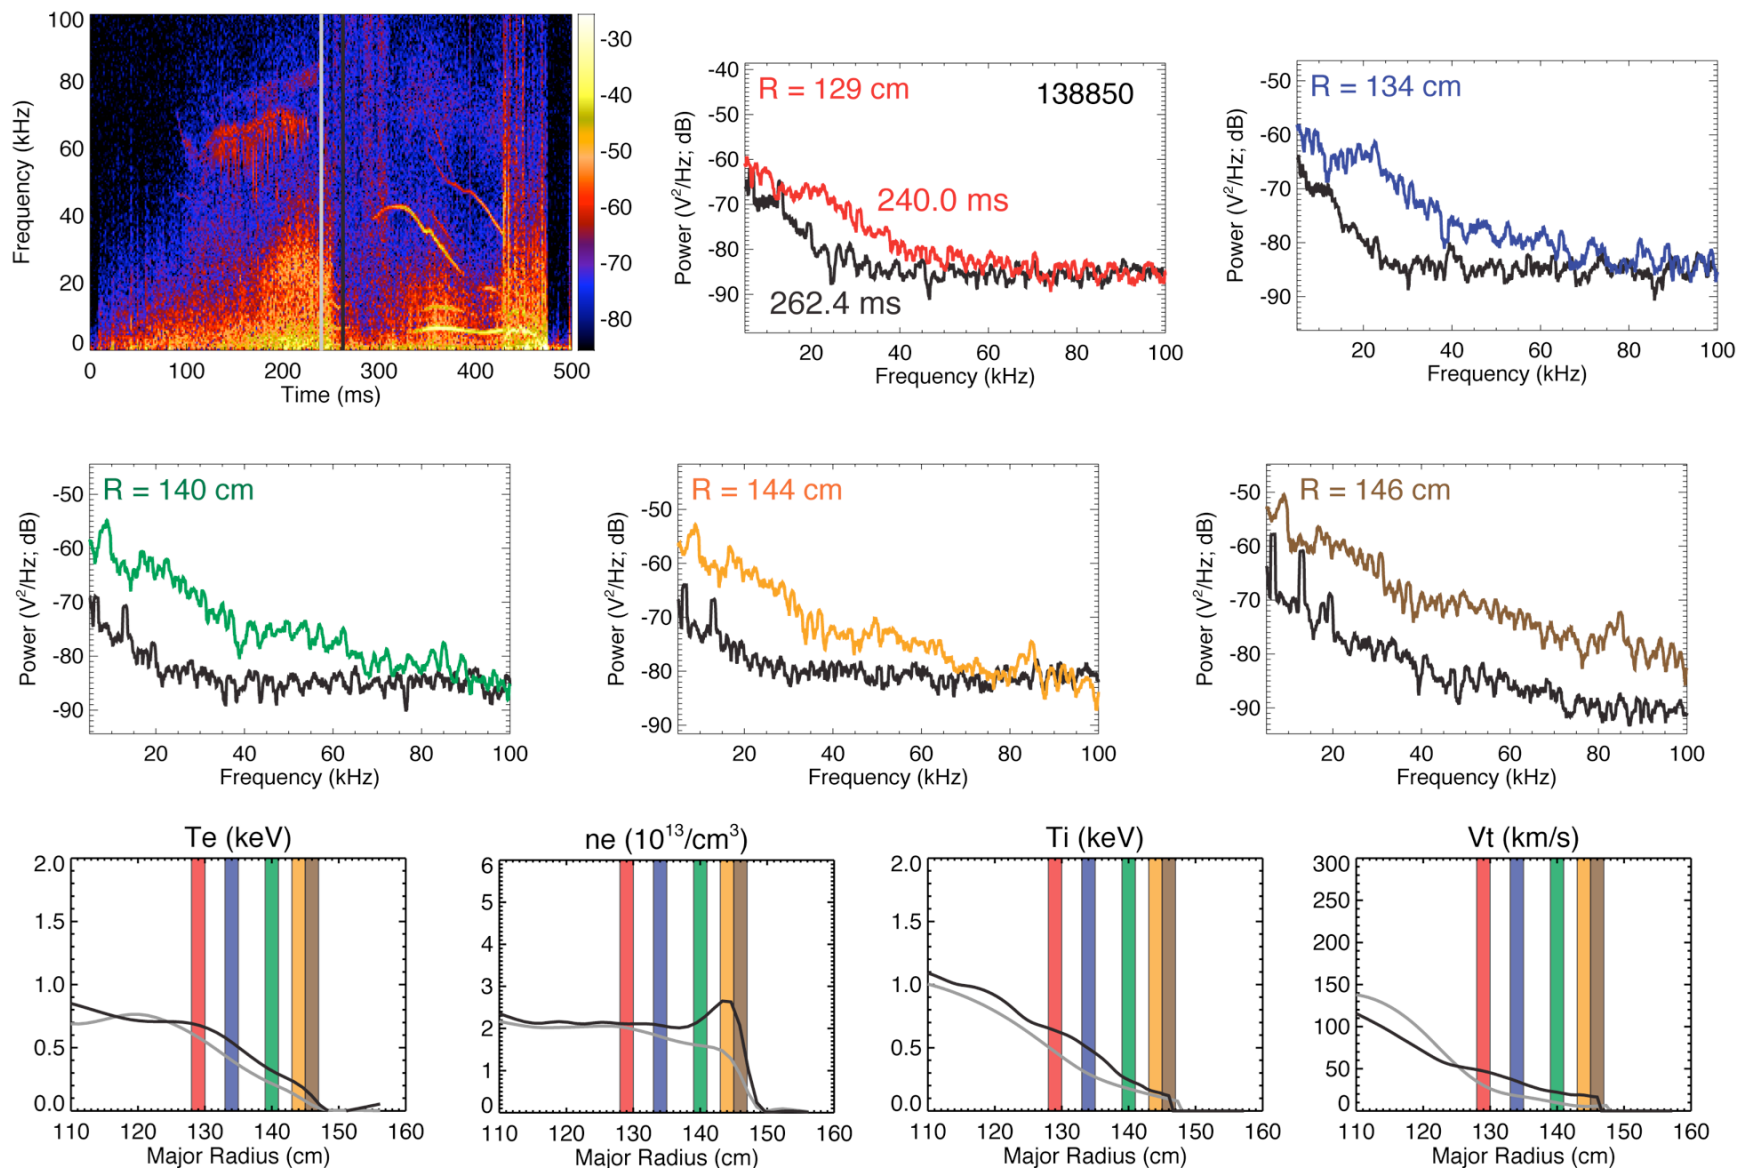 100
80
60
40
20
0
Frequency (kHz)
0 100 200 300 400 500
Time (ms)
-30
-40
-50
-60
-70
-80
R = 129 cm
138850
240.0 ms
262.4 ms
-40
-50
-60
-70
-80
-90
Power (V²/Hz; dB)
20 40 60 80 100
Frequency (kHz)
R = 134 cm
-50
-60
-70
-80
-90
Power (V²/Hz; dB)
20 40 60 80 100
Frequency (kHz)
R = 140 cm
-50
-60
-70
-80
-90
Power (V²/Hz; dB)
20 40 60 80 100
Frequency (kHz)
R = 144 cm
-50
-60
-70
-80
-90
Power (V²/Hz; dB)
20 40 60 80 100
Frequency (kHz)
R = 146 cm
-50
-60
-70
-80
-90
Power (V²/Hz; dB)
20 40 60 80 100
Frequency (kHz)
Te (keV)
2.0
1.5
1.0
0.5
0.0
110 120 130 140 150 160
Major Radius (cm)
ne (10¹³/cm³)
6
5
4
3
2
1
0
110 120 130 140 150 160
Major Radius (cm)
Ti (keV)
2.0
1.5
1.0
0.5
0.0
110 120 130 140 150 160
Major Radius (cm)
Vt (km/s)
300
250
200
150
100
50
0
110 120 130 140 150 160
Major Radius (cm)